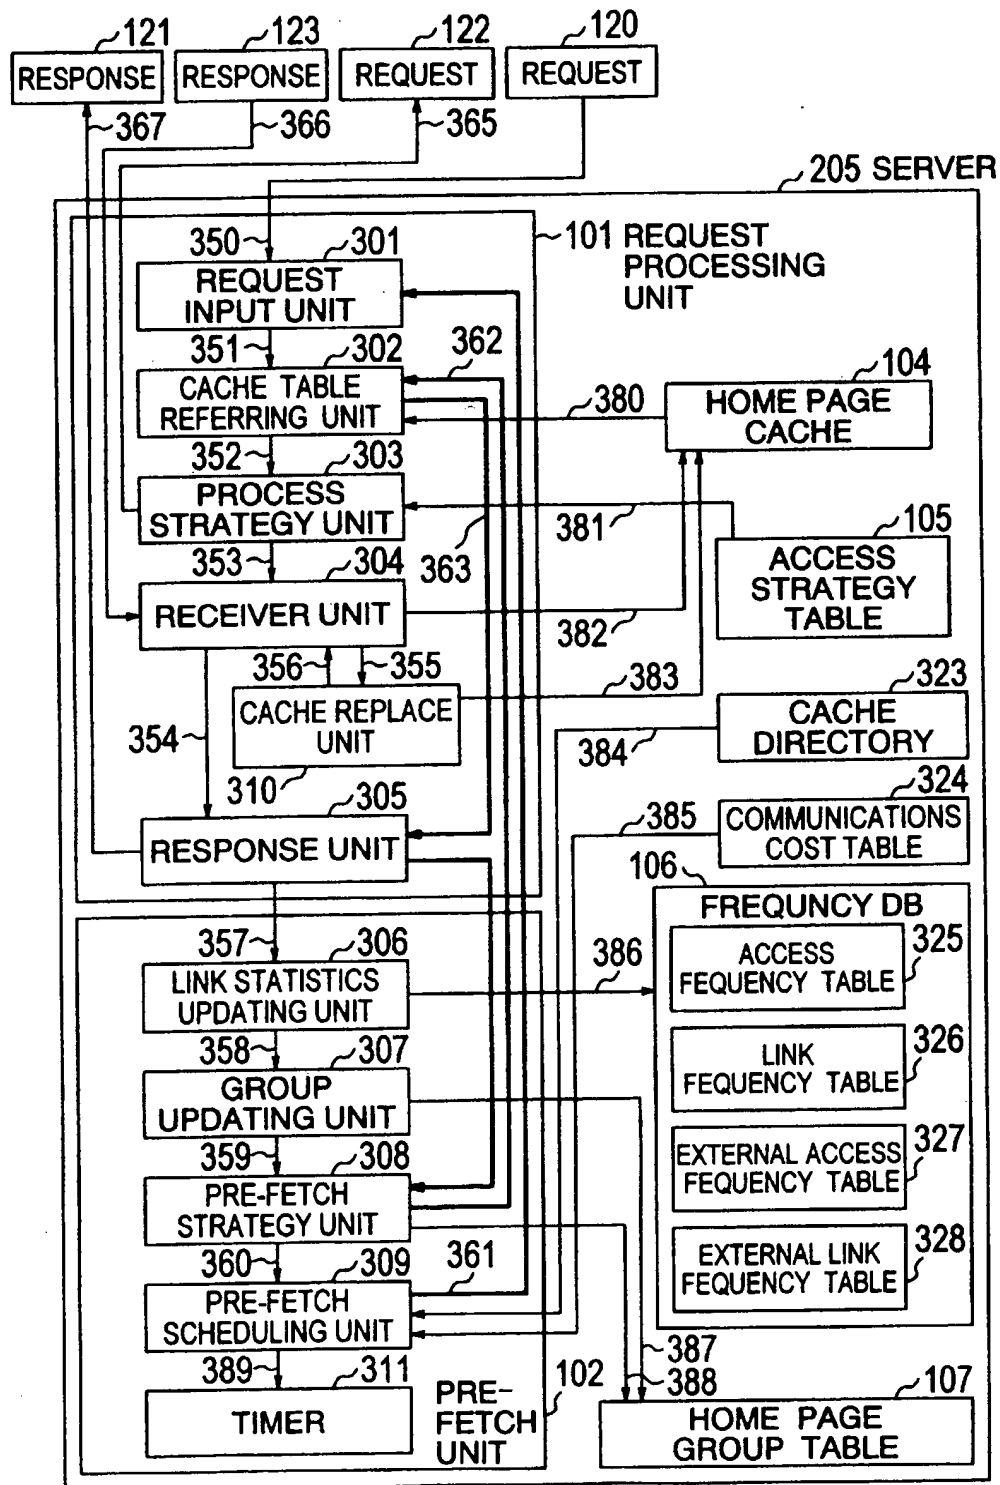 121
123
122
120
RESPONSE
RESPONSE
REQUEST
REQUEST
367
366
365
205 SERVER
350
301
101 REQUEST
PROCESSING
UNIT
REQUEST
INPUT UNIT
351
302
362
104
CACHE TABLE
REFERRING UNIT
380
HOME PAGE
CACHE
352
303
PROCESS
STRATEGY UNIT
381
105
ACCESS
STRATEGY
TABLE
353
304
363
RECEIVER UNIT
382
356
355
383
323
CACHE REPLACE
UNIT
CACHE
DIRECTORY
354
384
310
305
324
385
COMMUNICATIONS
COST TABLE
RESPONSE UNIT
106
FREQUNCY DB
357
306
386
325
LINK STATISTICS
UPDATING UNIT
ACCESS
FEQUENCY TABLE
358
307
326
GROUP
UPDATING UNIT
LINK
FEQUENCY TABLE
359
308
327
PRE-FETCH
STRATEGY UNIT
EXTERNAL ACCESS
FEQUENCY TABLE
360
309
361
328
PRE-FETCH
SCHEDULING UNIT
EXTERNAL LINK
FEQUENCY TABLE
387
389
311
388
TIMER
PRE-
FETCH
UNIT
102
107
HOME PAGE
GROUP TABLE